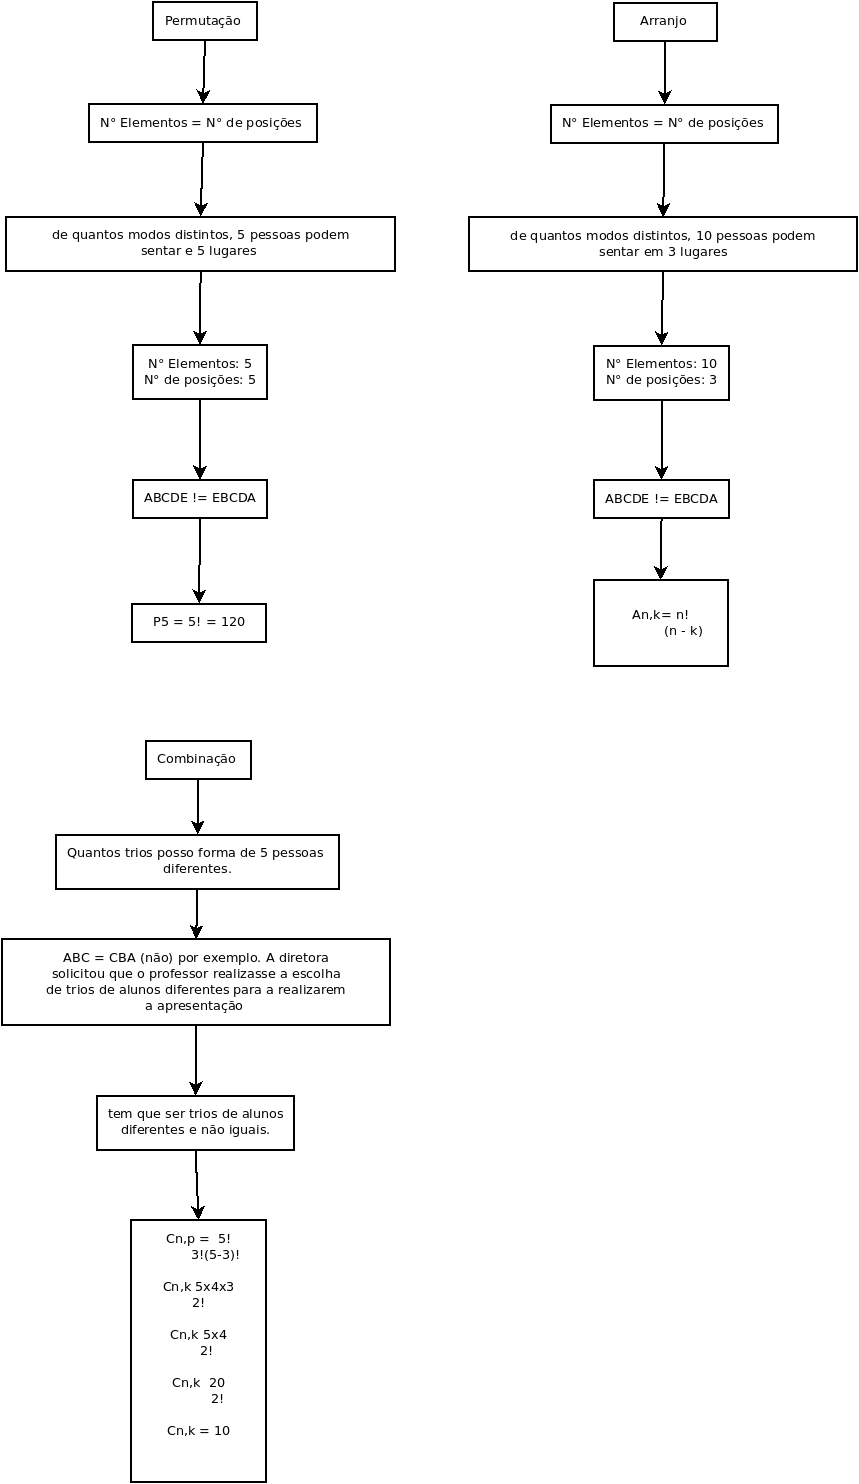 Permutação
N° Elementos = N° de posições
de quantos modos distintos, 5 pessoas podem
sentar e 5 lugares
N° Elementos: 5
N° de posições: 5
ABCDE != EBCDA
P5 = 5! = 120
Arranjo
N° Elementos = N° de posições
de quantos modos distintos, 10 pessoas podem
sentar em 3 lugares
N° Elementos: 10
N° de posições: 3
ABCDE != EBCDA
An,k= n!
(n - k)
Combinação
Quantos trios posso forma de 5 pessoas
diferentes.
ABC = CBA (não) por exemplo. A diretora
solicitou que o professor realizasse a escolha
de trios de alunos diferentes para a realizarem
a apresentação
tem que ser trios de alunos
diferentes e não iguais.
Cn,p = 5!
3!(5-3)!
Cn,k 5x4x3
2!
Cn,k 5x4
2!
Cn,k 20
2!
Cn,k = 10